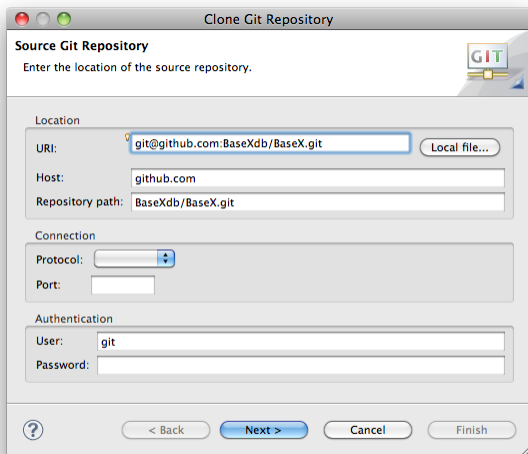 Clone Git Repository
Source Git Repository
Enter the location of the source repository.
GIT
Location
URI: git@github.com:BaseXdb/BaseX.git Local file...
Host: github.com
Repository path: BaseXdb/BaseX.git
Connection
Protocol:
Port:
Authentication
User: git
Password:
? < Back Next > Cancel Finish